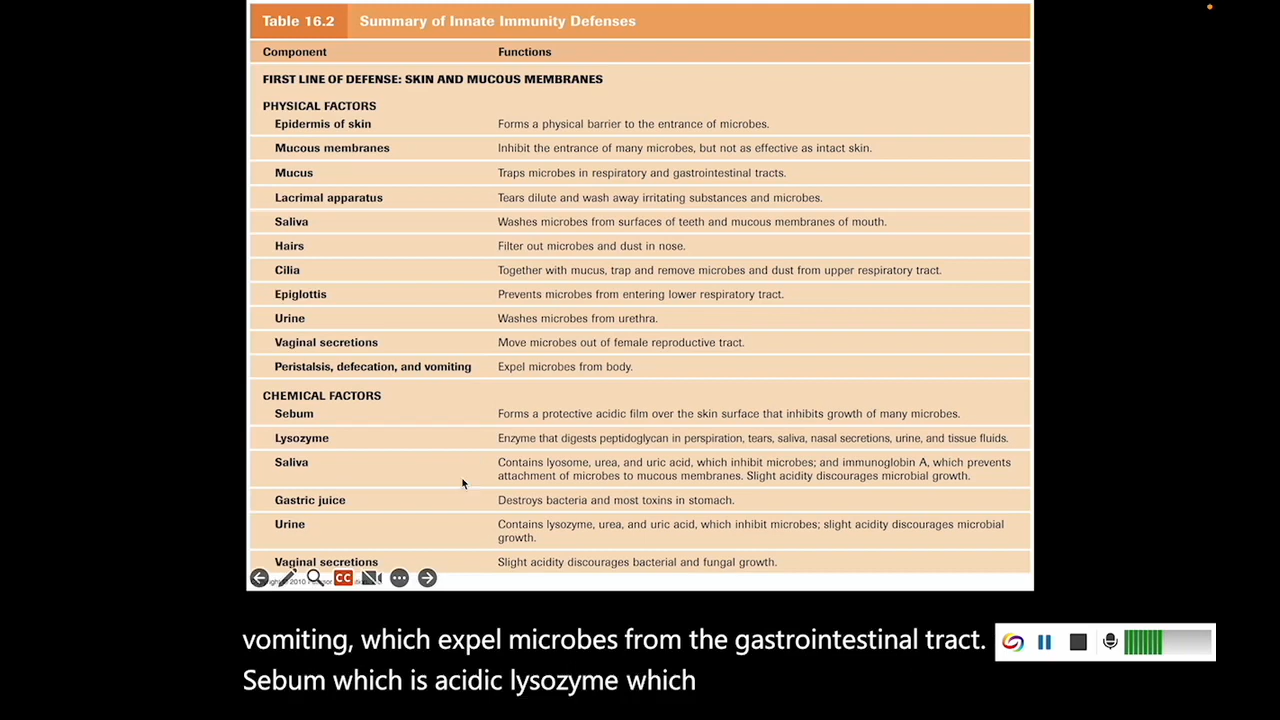 Table 16.2 Summary of Innate Immunity Defenses
Component Functions
FIRST LINE OF DEFENSE: SKIN AND MUCOUS MEMBRANES
PHYSICAL FACTORS
Epidermis of skin Forms a physical barrier to the entrance of microbes.
Mucous membranes Inhibit the entrance of many microbes, but not as effective as intact skin.
Mucus Traps microbes in respiratory and gastrointestinal tracts.
Lacrimal apparatus Tears dilute and wash away irritating substances and microbes.
Saliva Washes microbes from surfaces of teeth and mucous membranes of mouth.
Hairs Filter out microbes and dust in nose.
Cilia Together with mucus, trap and remove microbes and dust from upper respiratory tract.
Epiglottis Prevents microbes from entering lower respiratory tract.
Urine Washes microbes from urethra.
Vaginal secretions Move microbes out of female reproductive tract.
Peristalsis, defecation, and vomiting Expel microbes from body.
CHEMICAL FACTORS
Sebum Forms a protective acidic film over the skin surface that inhibits growth of many microbes.
Lysozyme Enzyme that digests peptidoglycan in perspiration, tears, saliva, nasal secretions, urine, and tissue fluids.
Saliva Contains lyosome, urea, and uric acid, which inhibit microbes; and immunoglobin A, which prevents
attachment of microbes to mucous membranes. Slight acidity discourages microbial growth.
Gastric juice Destroys bacteria and most toxins in stomach.
Urine Contains lysozyme, urea, and uric acid, which inhibit microbes; slight acidity discourages microbial
growth.
Vaginal secretions Slight acidity discourages bacterial and fungal growth.
CC
2010
vomiting, which expel microbes from the gastrointestinal tract.
Sebum which is acidic lysozyme which